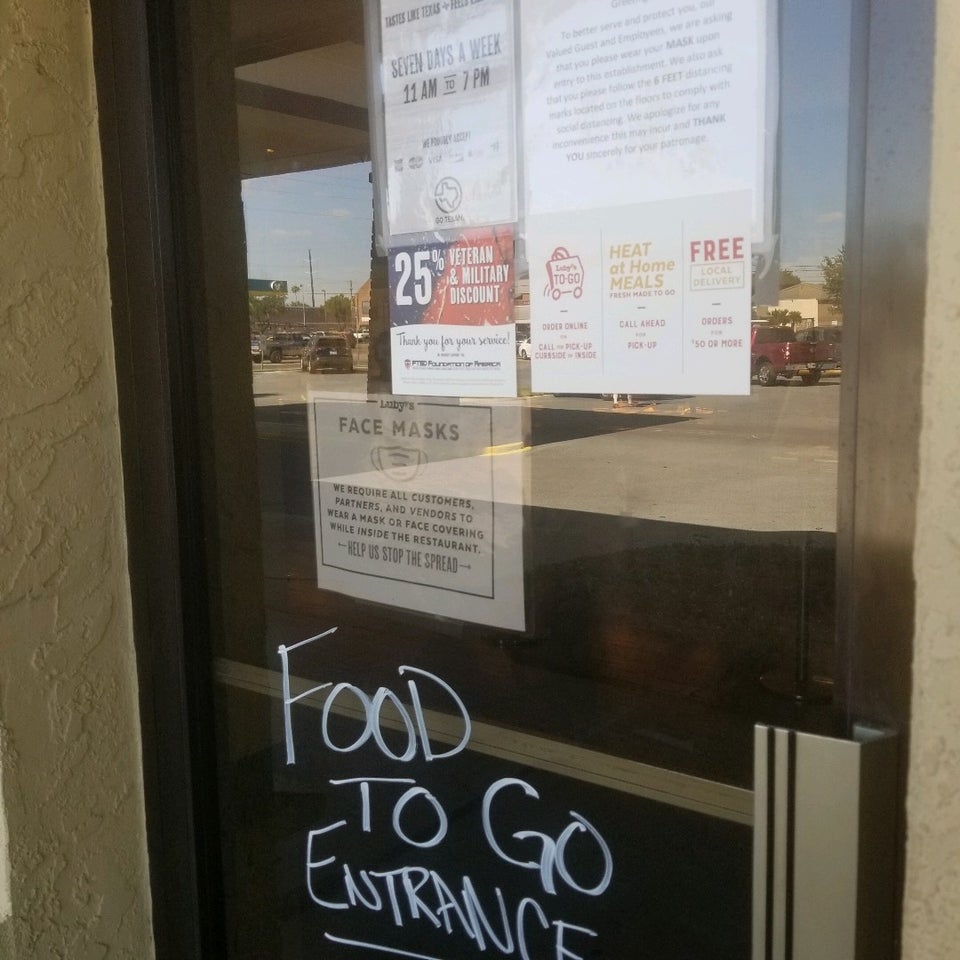 TASTES LIKE TEXAS FEELS
SEVEN DAYS A WEEK
11 AM TO 7 PM
WE PROUDLY ACCEPT
VISA
GO TEXAN
To better serve and protect you, our
Valued Guest and Employees, we are asking
that you please wear your MASK upon
entry to this establishment. We also ask
that you please follow the 6 FEET distancing
marks located on the floors to comply with
social distancing. We apologize for any
inconvenience this may incur and THANK
YOU sincerely for your patronage.
25% VETERAN
& MILITARY
DISCOUNT
Thank you for your service!
PTSD FOUNDATION OF AMERICA
Luby's
TO GO
ORDER ONLINE
OR
CALL FOR PICK-UP
CURBSIDE OR INSIDE
HEAT
at Home
MEALS
FRESH MADE TO GO
CALL AHEAD
FOR
PICK-UP
FREE
LOCAL
DELIVERY
ORDERS
FOR
$50 OR MORE
Luby's
FACE MASKS
WE REQUIRE ALL CUSTOMERS,
PARTNERS, AND VENDORS TO
WEAR A MASK OR FACE COVERING
WHILE INSIDE THE RESTAURANT.
HELP US STOP THE SPREAD
FOOD
TO GO
ENTRANCE